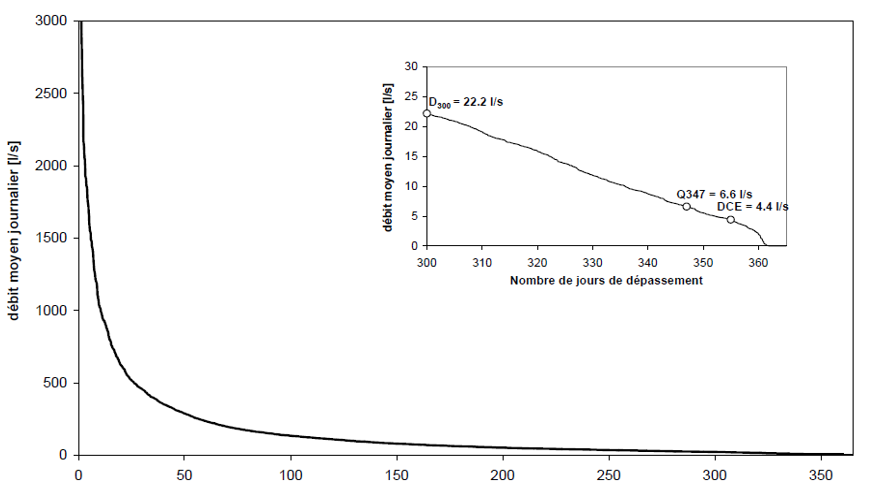 3000
2500
2000
1500
1000
500
0
débit moyen journalier [l/s]
0 50 100 150 200 250 300 350
30
25
20
15
10
5
0
débit moyen journalier [l/s]
D300 = 22.2 l/s
Q347 = 6.6 l/s
DCE = 4.4 l/s
300 310 320 330 340 350 360
Nombre de jours de dépassement